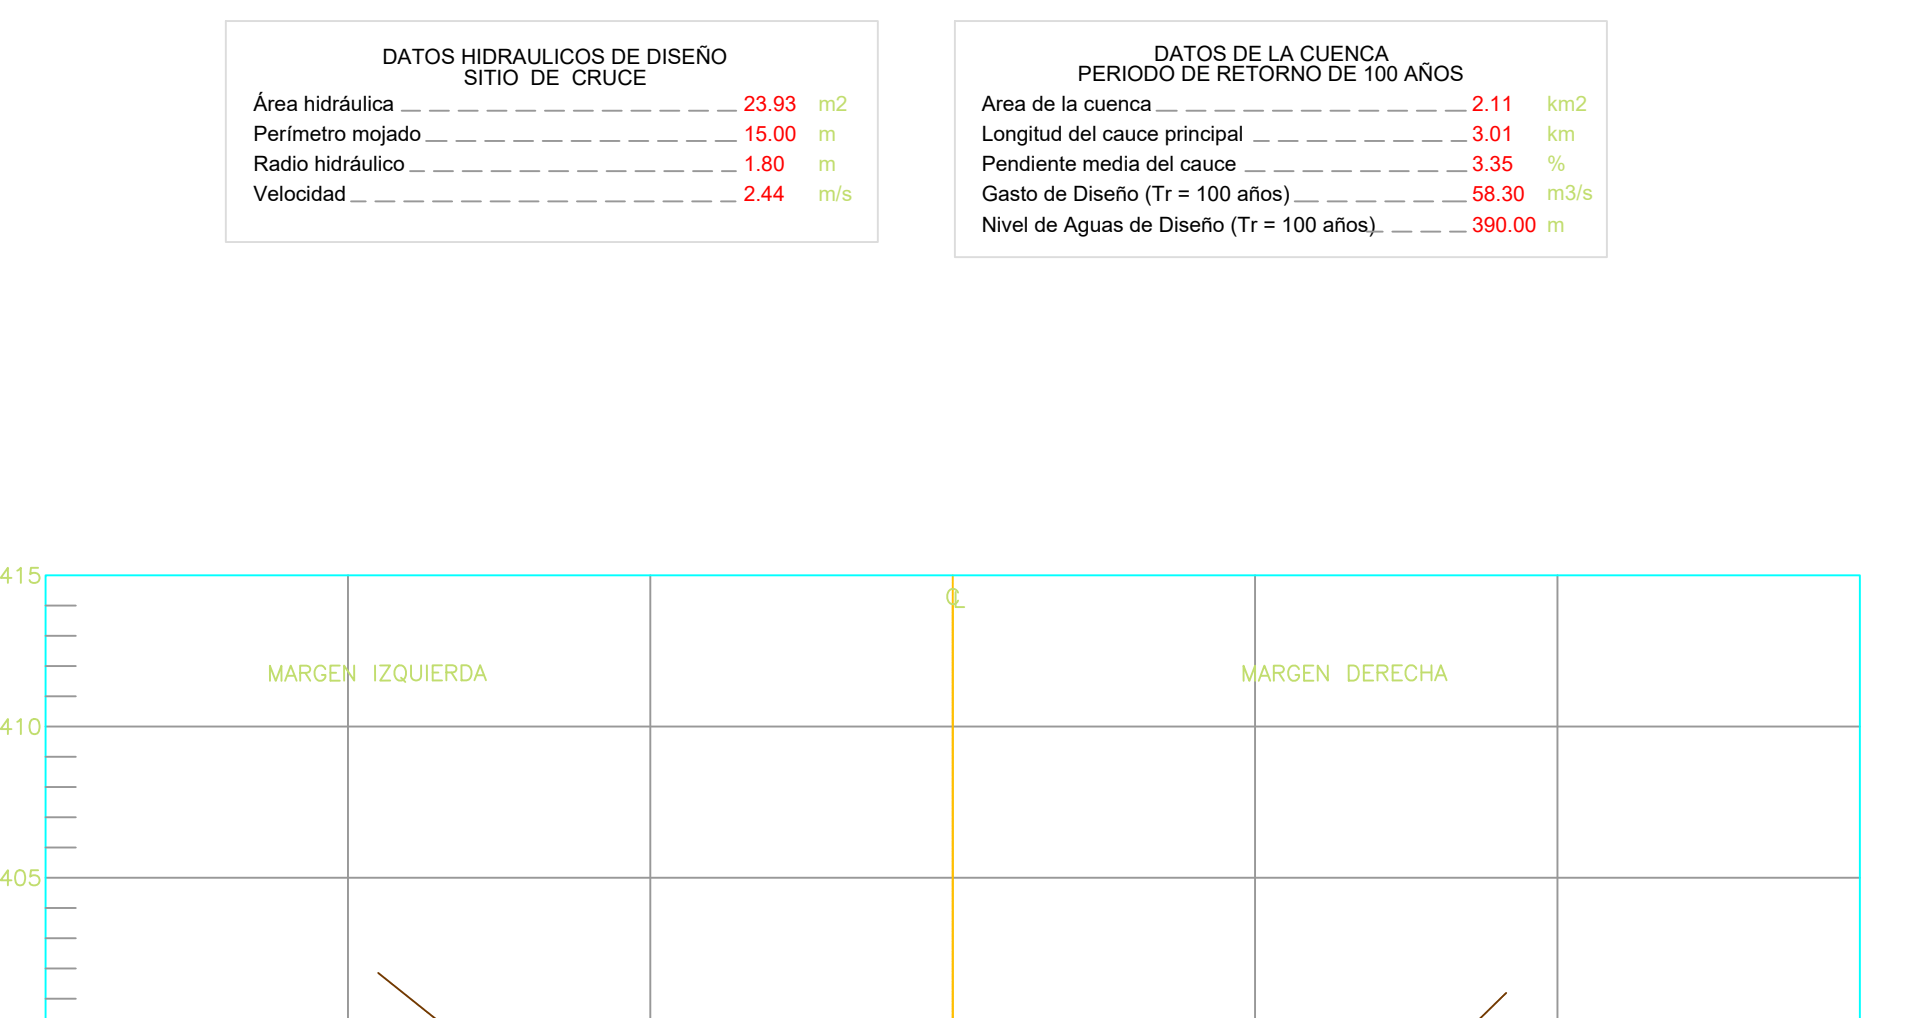 DATOS HIDRAULICOS DE DISEÑO
SITIO DE CRUCE
Área hidráulica 23.93 m2
Perímetro mojado 15.00 m
Radio hidráulico 1.80 m
Velocidad 2.44 m/s
DATOS DE LA CUENCA
PERIODO DE RETORNO DE 100 AÑOS
Area de la cuenca 2.11 km2
Longitud del cauce principal 3.01 km
Pendiente media del cauce 3.35 %
Gasto de Diseño (Tr = 100 años) 58.30 m3/s
Nivel de Aguas de Diseño (Tr = 100 años) 390.00 m
415
℄
MARGEN IZQUIERDA
MARGEN DERECHA
410
405